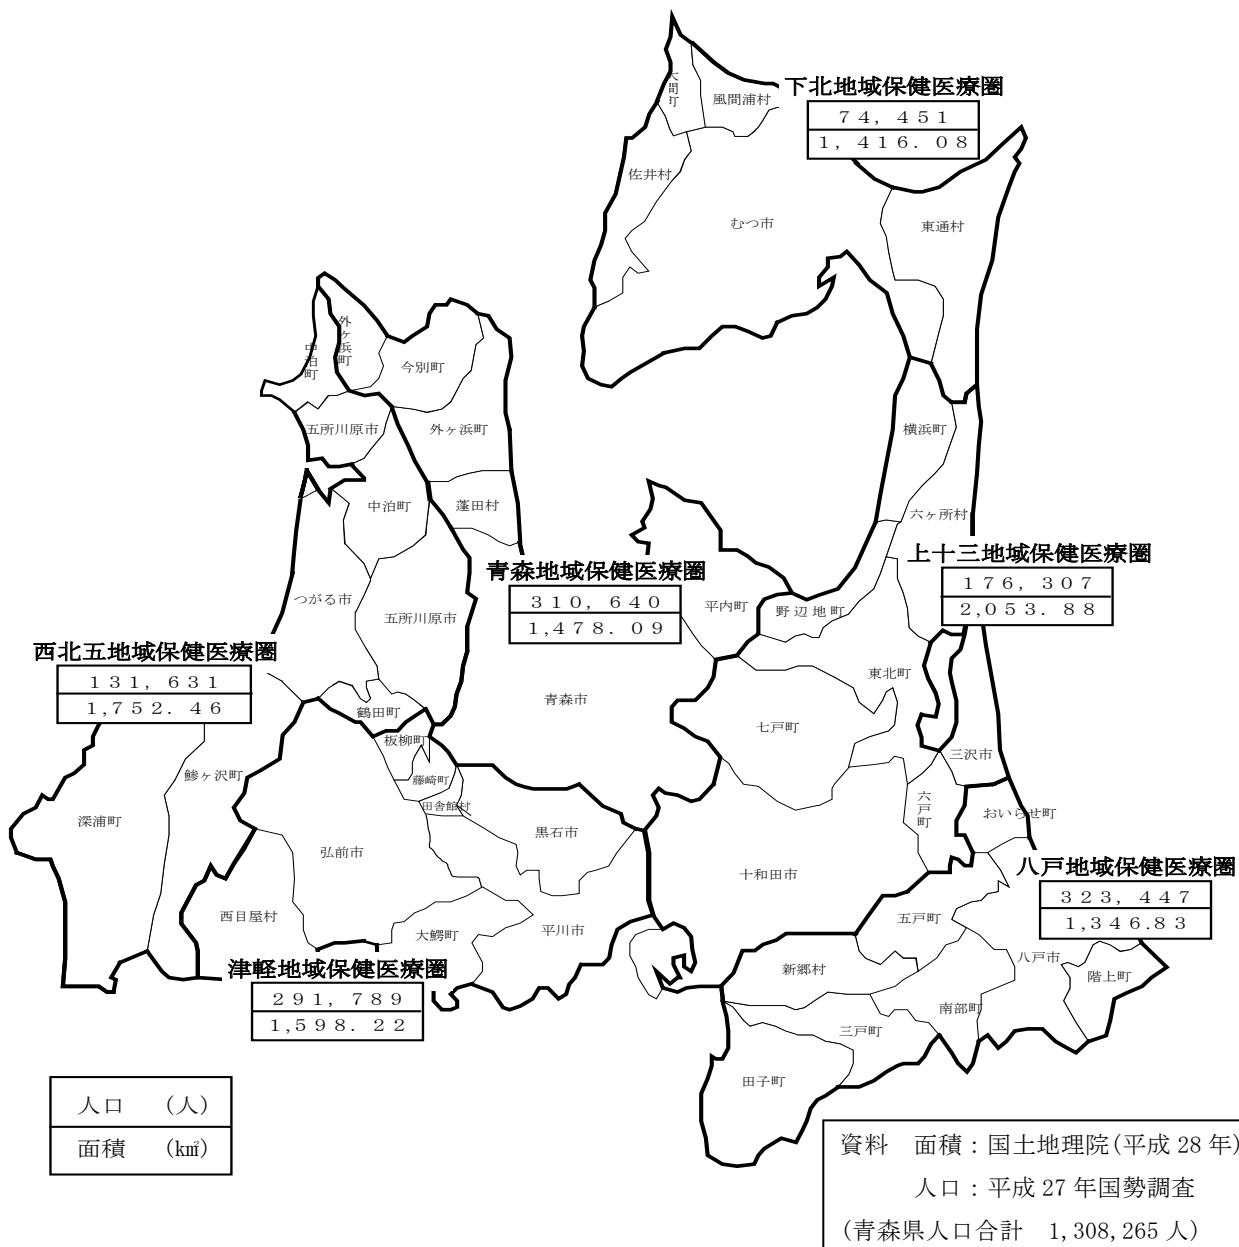 大間町
風間浦村
下北地域保健医療圏
74,451
1,416.08
佐井村
むつ市
東通村
外ヶ浜町
中泊町
今別町
五所川原市
外ヶ浜町
横浜町
中泊町
蓬田村
六ヶ所村
青森地域保健医療圏
310,640
1,478.09
上十三地域保健医療圏
176,307
2,053.88
つがる市
五所川原市
平内町
野辺地町
西北五地域保健医療圏
131,631
1,752.46
東北町
青森市
鶴田町
七戸町
板柳町
三沢市
鰺ヶ沢町
藤崎町
田舎館村
六戸町
おいらせ町
深浦町
黒石市
弘前市
十和田市
八戸地域保健医療圏
323,447
1,346.83
西目屋村
大鰐町
平川市
五戸町
新郷村
八戸市
階上町
津軽地域保健医療圏
291,789
1,598.22
南部町
三戸町
田子町
人口 (人)
面積 (㎢)
資料 面積:国土地理院(平成28年)
人口:平成27年国勢調査
(青森県人口合計 1,308,265人)